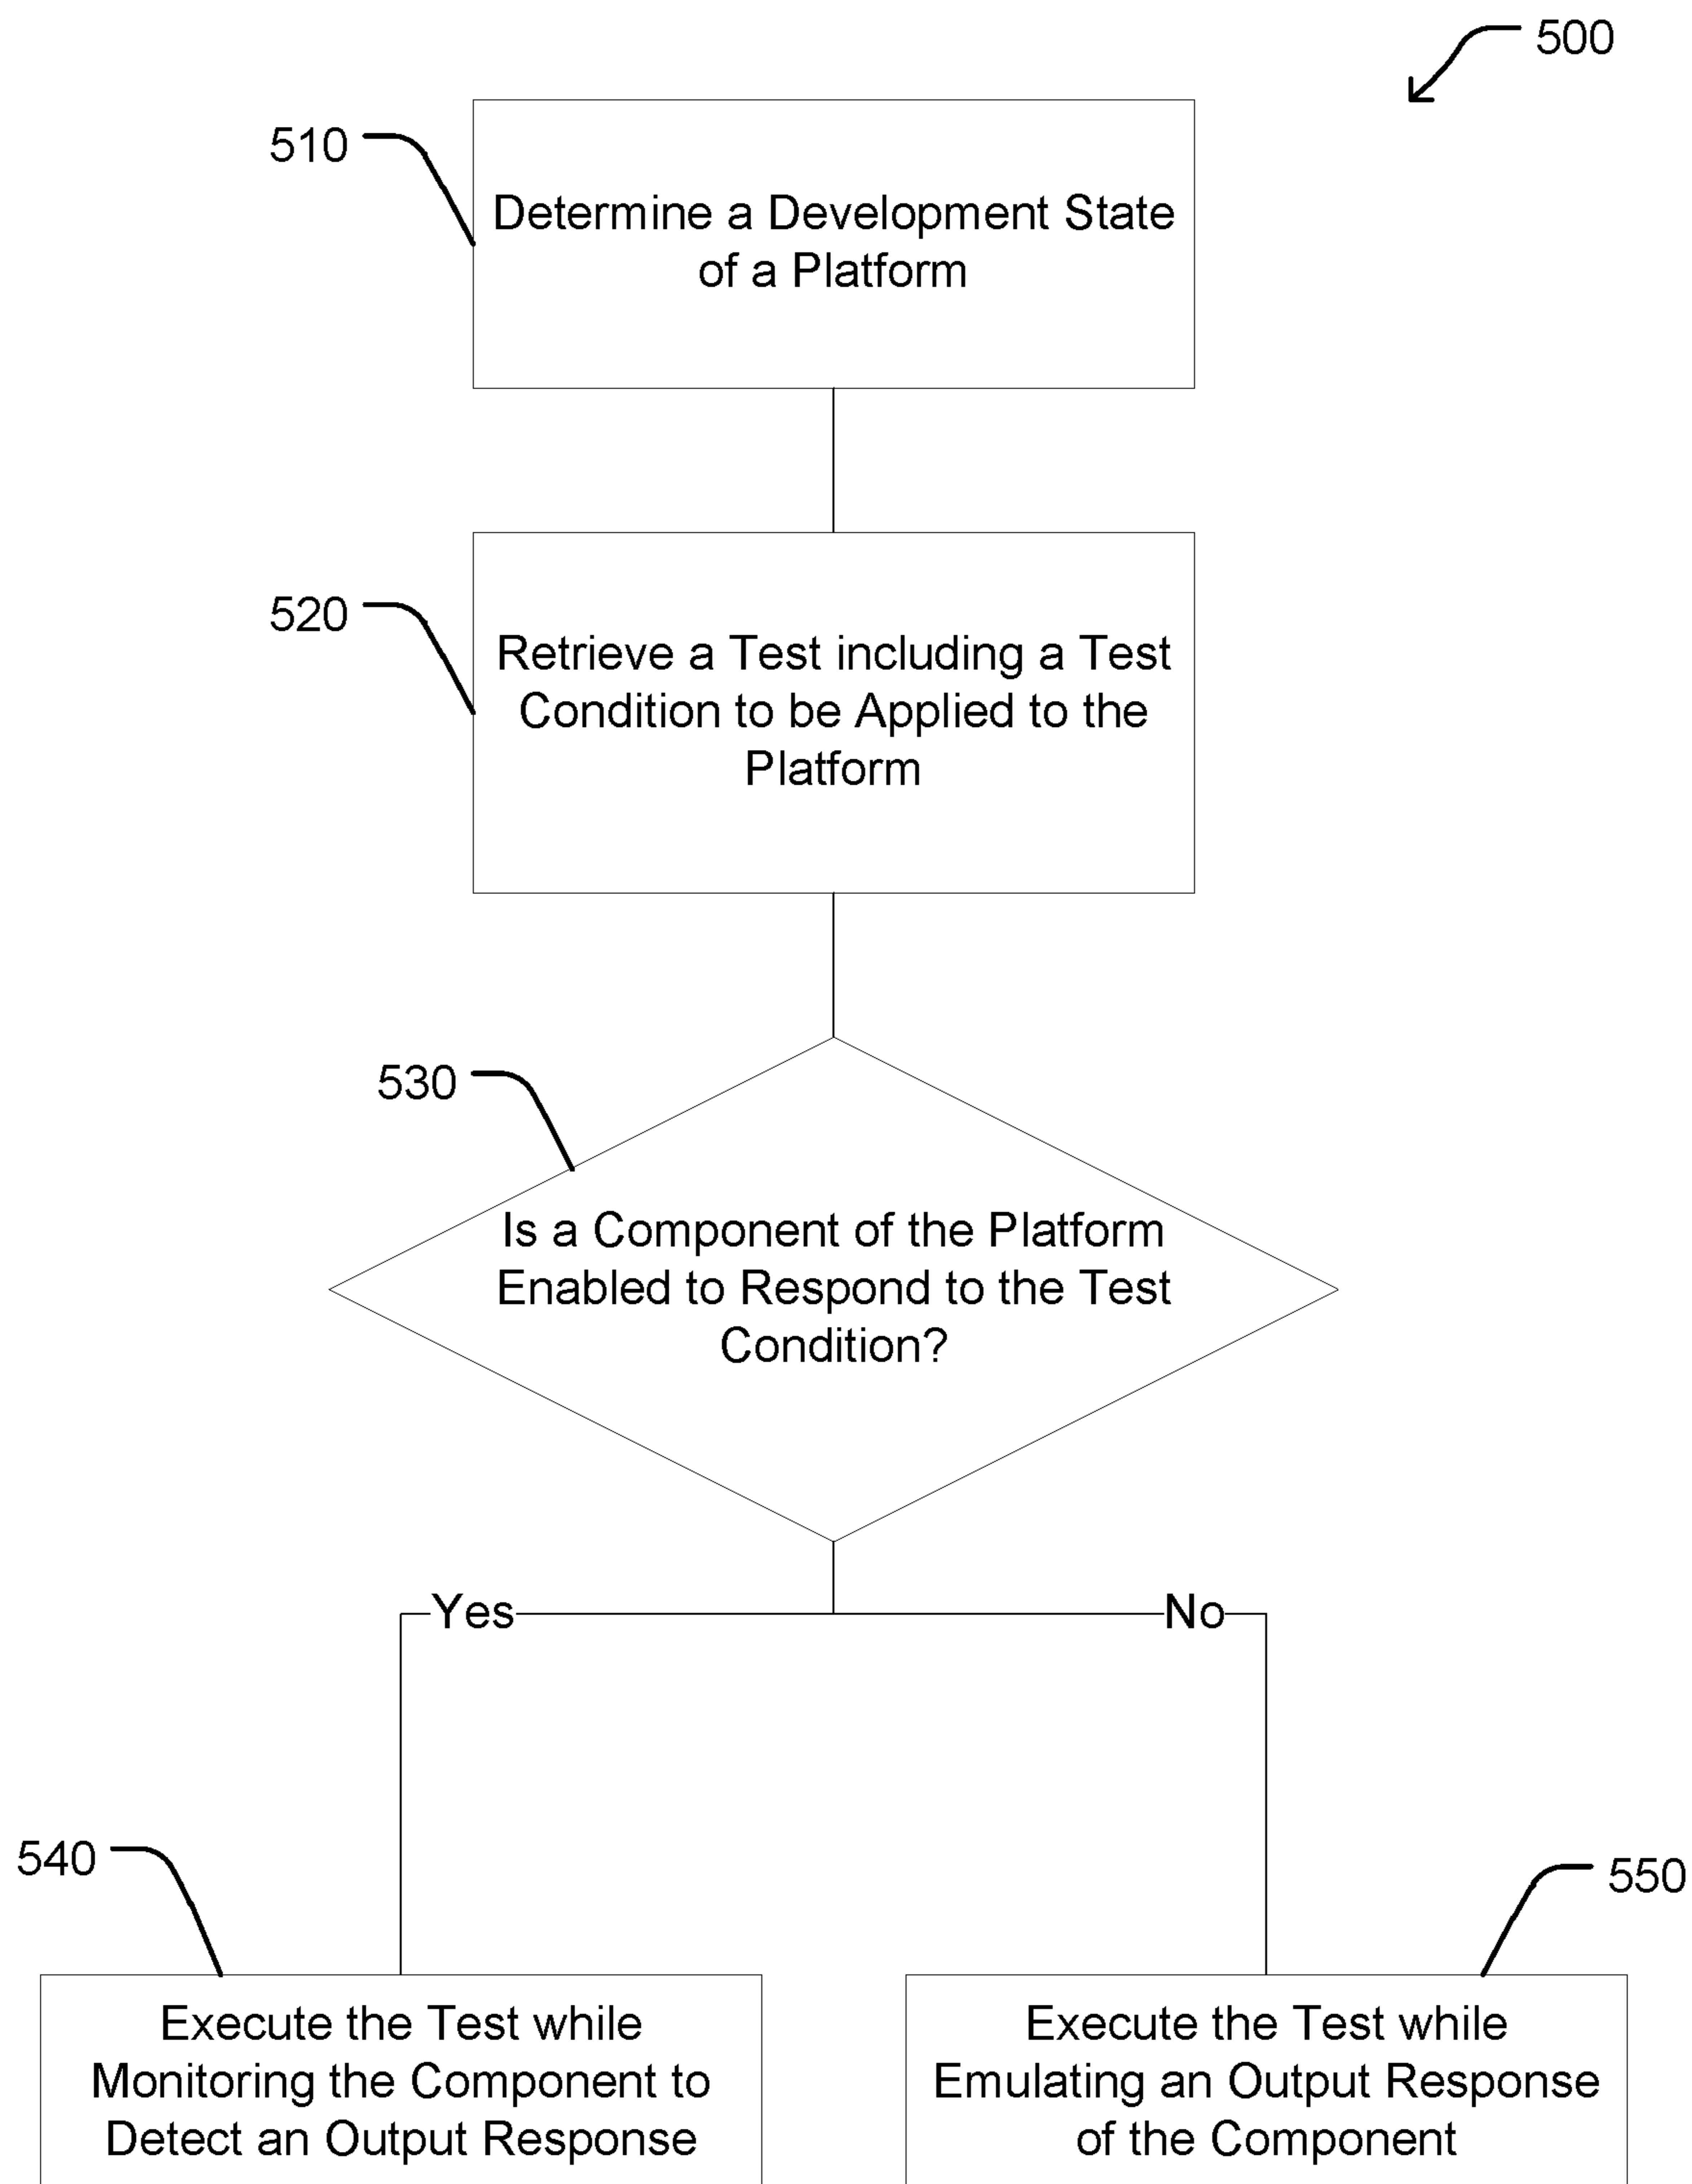 500
510
Determine a Development State
of a Platform
520
Retrieve a Test including a Test
Condition to be Applied to the
Platform
530
Is a Component of the Platform
Enabled to Respond to the Test
Condition?
Yes
No
540
550
Execute the Test while
Monitoring the Component to
Detect an Output Response
Execute the Test while
Emulating an Output Response
of the Component